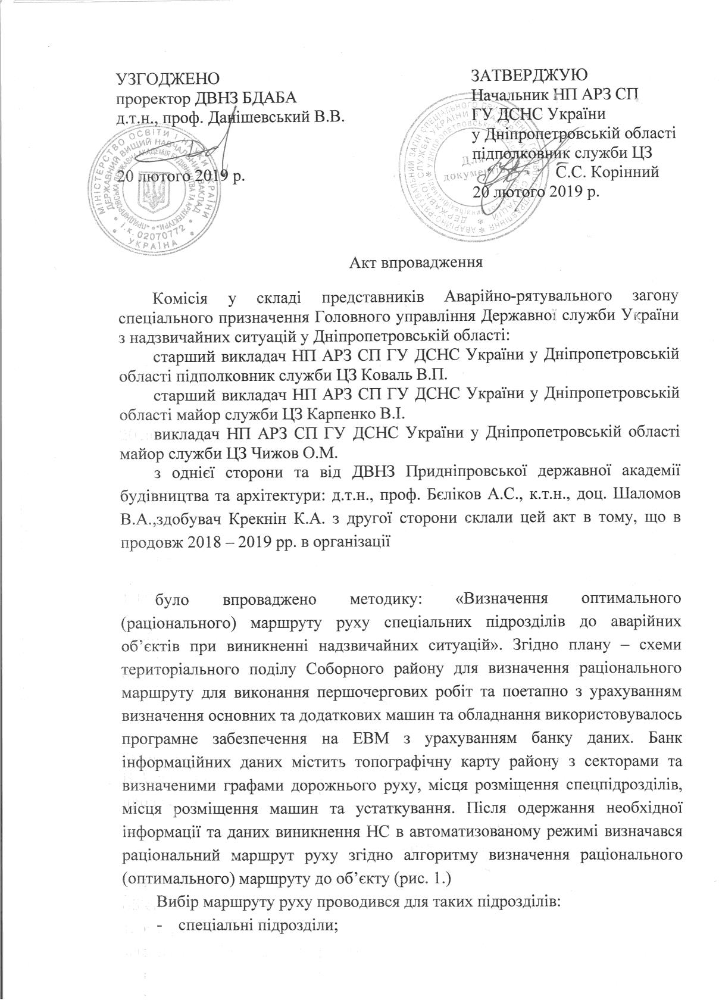 УЗГОДЖЕНО
проректор ДВНЗ БДАБА
д.т.н., проф. Данішевський В.В.
20 лютого 2019 р.
МІНІСТЕРСТВО ОСВІТИ І НАУКИ УКРАЇНИ
ДЕРЖАВНИЙ ВИЩИЙ НАВЧАЛЬНИЙ ЗАКЛАД
"ПРИДНІПРОВСЬКА ДЕРЖАВНА АКАДЕМІЯ БУДІВНИЦТВА ТА АРХІТЕКТУРИ"
і.к. 02070772
УКРАЇНА
ЗАТВЕРДЖУЮ
Начальник НП АРЗ СП
ГУ ДСНС України
у Дніпропетровській області
підполковник служби ЦЗ
С.С. Корінний
20 лютого 2019 р.
Для
документів
Акт впровадження
Комісія у складі представників Аварійно-рятувального загону
спеціального призначення Головного управління Державної служби України
з надзвичайних ситуацій у Дніпропетровській області:
старший викладач НП АРЗ СП ГУ ДСНС України у Дніпропетровській
області підполковник служби ЦЗ Коваль В.П.
старший викладач НП АРЗ СП ГУ ДСНС України у Дніпропетровській
області майор служби ЦЗ Карпенко В.І.
викладач НП АРЗ СП ГУ ДСНС України у Дніпропетровській області
майор служби ЦЗ Чижов О.М.
з однієї сторони та від ДВНЗ Придніпровської державної академії
будівництва та архітектури: д.т.н., проф. Бєліков А.С., к.т.н., доц. Шаломов
В.А.,здобувач Крекнін К.А. з другої сторони склали цей акт в тому, що в
продовж 2018 – 2019 рр. в організації
було впроваджено методику: «Визначення оптимального
(раціонального) маршруту руху спеціальних підрозділів до аварійних
об’єктів при виникненні надзвичайних ситуацій». Згідно плану – схеми
територіального поділу Соборного району для визначення раціонального
маршруту для виконання першочергових робіт та поетапно з урахуванням
визначення основних та додаткових машин та обладнання використовувалось
програмне забезпечення на ЕВМ з урахуванням банку даних. Банк
інформаційних даних містить топографічну карту району з секторами та
визначеними графами дорожнього руху, місця розміщення спецпідрозділів,
місця розміщення машин та устаткування. Після одержання необхідної
інформації та даних виникнення НС в автоматизованому режимі визначався
раціональний маршрут руху згідно алгоритму визначення раціонального
(оптимального) маршруту до об’єкту (рис. 1.)
Вибір маршруту руху проводився для таких підрозділів:
- спеціальні підрозділи;